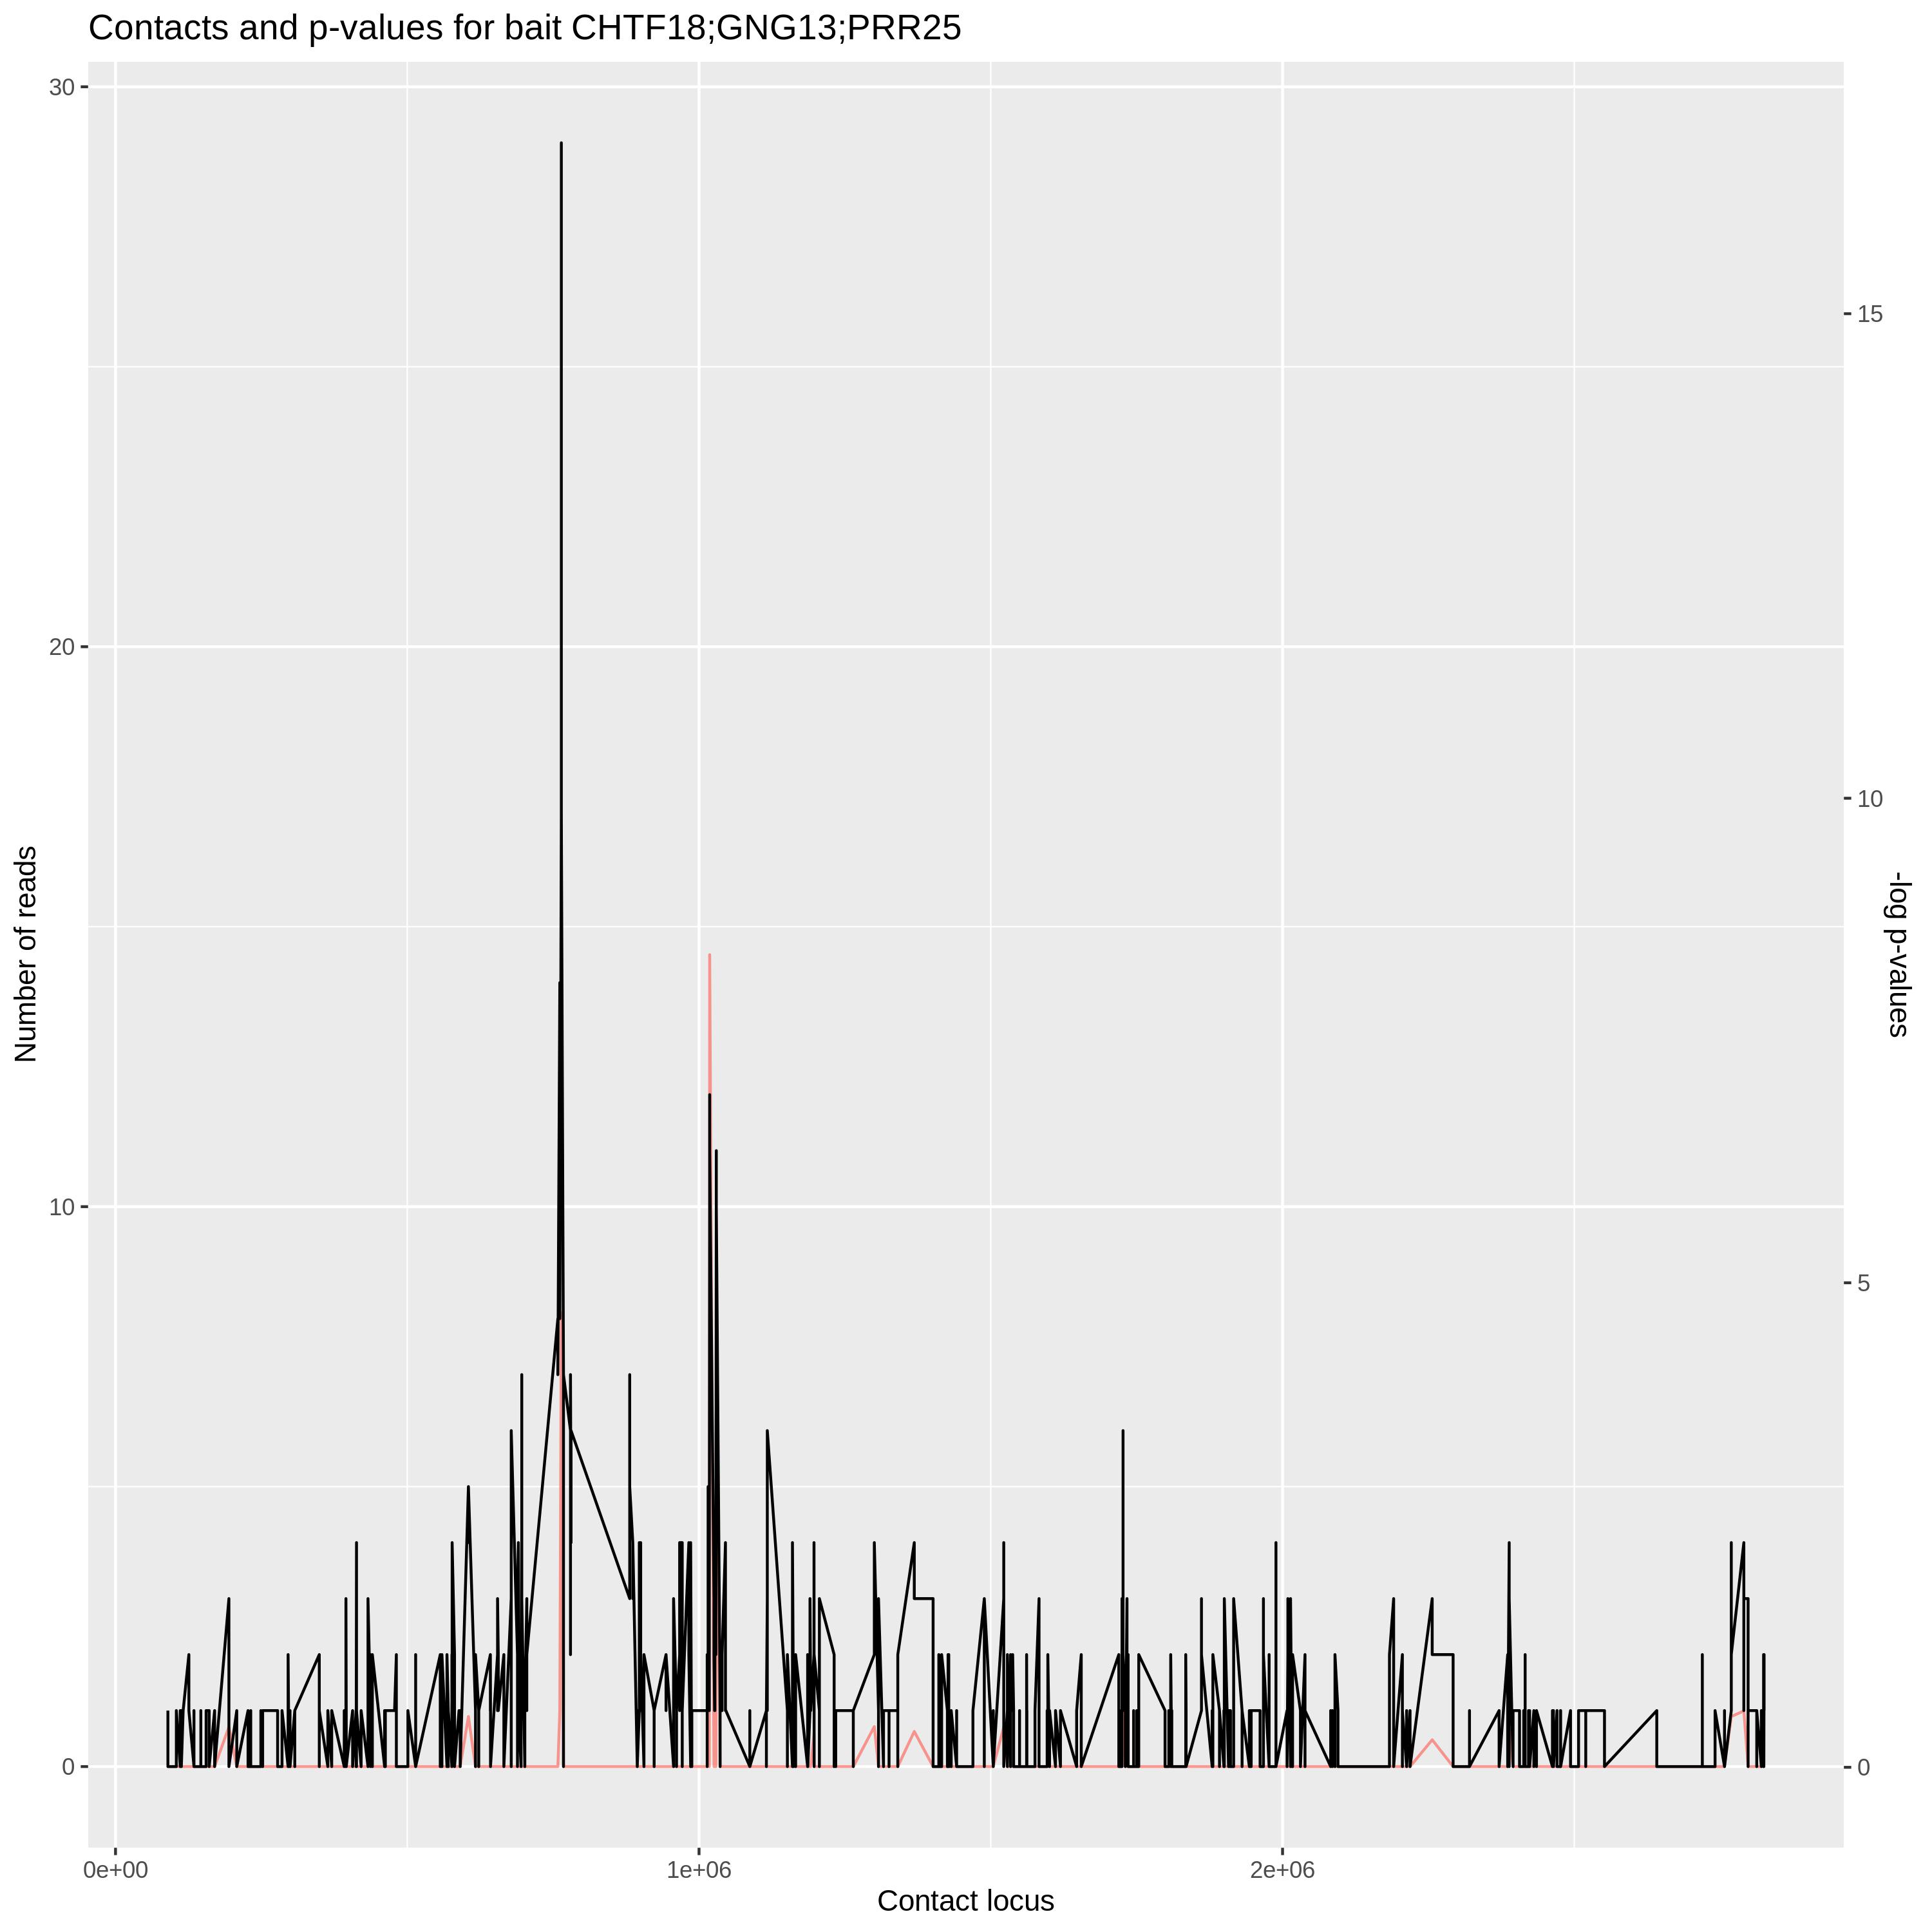 Contacts and p-values for bait CHTF18;GNG13;PRR25
30
20
10
0
Number of reads
15
10
5
0
-log p-values
0e+00
1e+06
2e+06
Contact locus